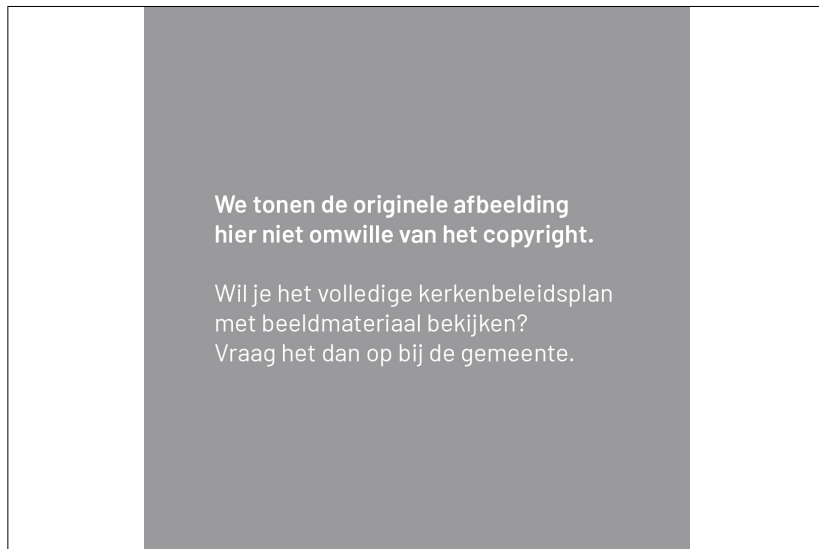 We tonen de originele afbeelding
hier niet omwille van het copyright.
Wil je het volledige kerkenbeleidsplan
met beeldmateriaal bekijken?
Vraag het dan op bij de gemeente.